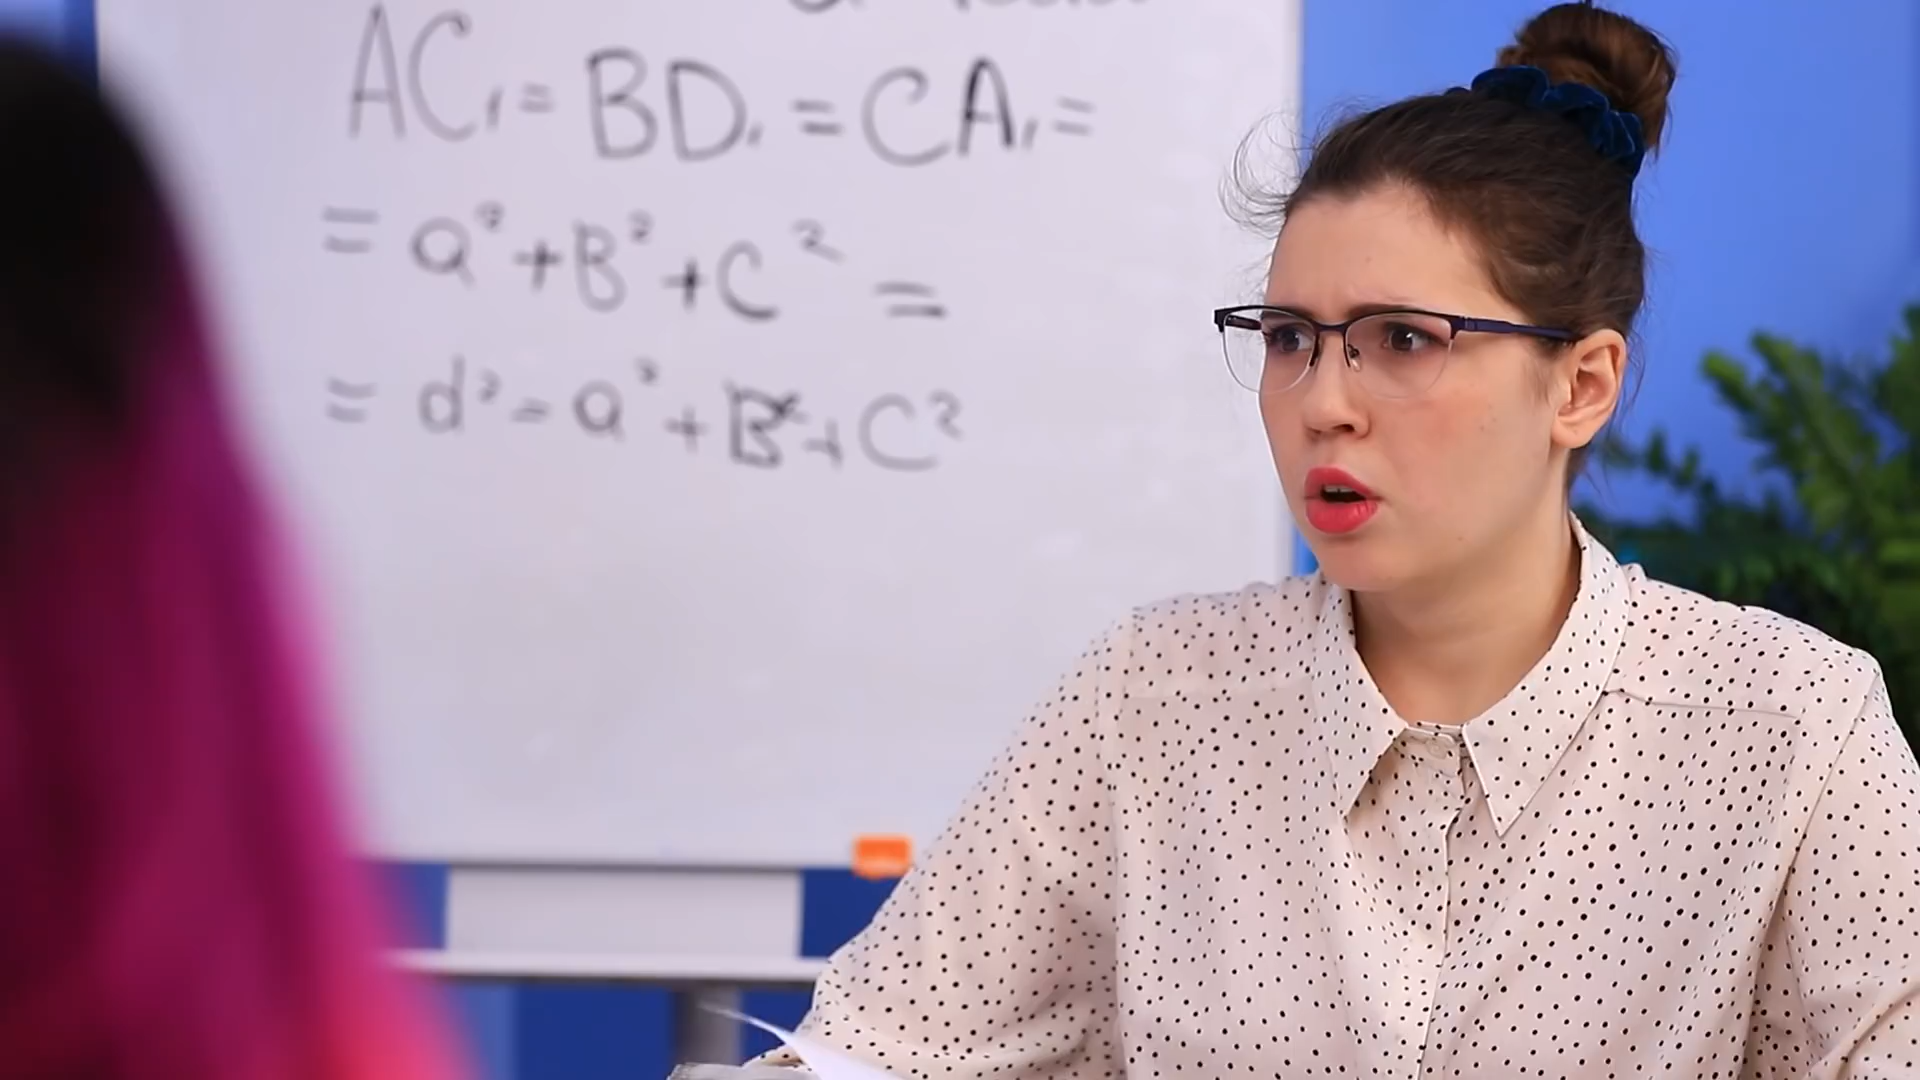 AC₁ = BD₁ = CA₁ =
= a² + B² + C² =
= d² = a² + B² + C²